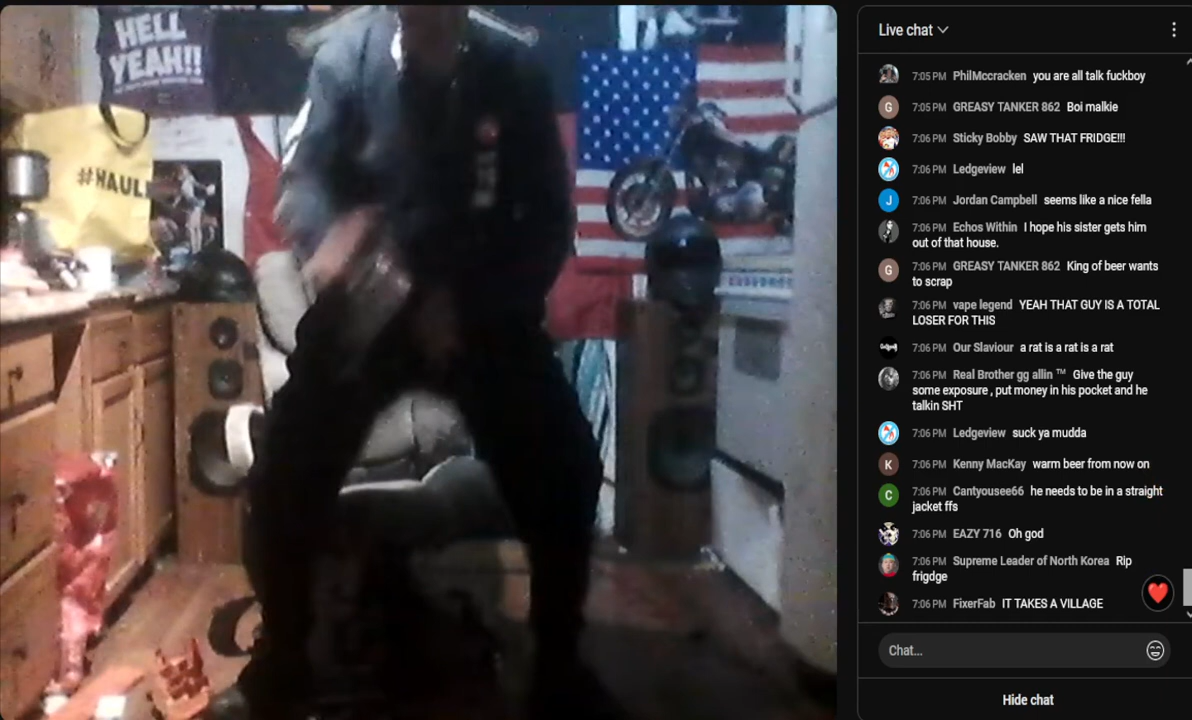 HELL
YEAH!!
#HAUL
Live chat
7:05 PM PhilMccracken you are all talk fuckboy
7:05 PM GREASY TANKER 862 Boi malkie
7:06 PM Sticky Bobby SAW THAT FRIDGE!!!
7:06 PM Ledgeview lel
7:06 PM Jordan Campbell seems like a nice fella
7:06 PM Echos Within I hope his sister gets him
out of that house.
7:06 PM GREASY TANKER 862 King of beer wants
to scrap
7:06 PM vape legend YEAH THAT GUY IS A TOTAL
LOSER FOR THIS
7:06 PM Our Slaviour a rat is a rat is a rat
7:06 PM Real Brother gg allin ™ Give the guy
some exposure , put money in his pocket and he
talkin SHT
7:06 PM Ledgeview suck ya mudda
7:06 PM Kenny MacKay warm beer from now on
7:06 PM Cantyousee66 he needs to be in a straight
jacket ffs
7:06 PM EAZY 716 Oh god
7:06 PM Supreme Leader of North Korea Rip
frigdge
7:06 PM FixerFab IT TAKES A VILLAGE
Chat...
Hide chat
G
J
G
K
C